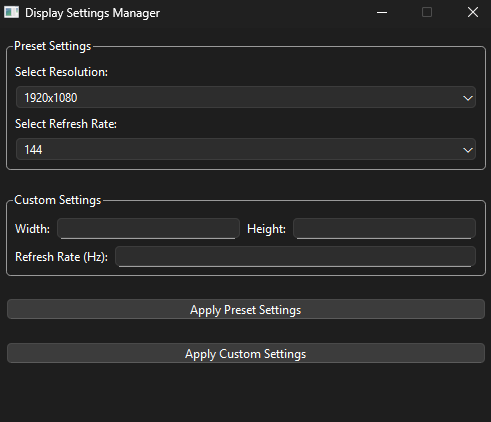 Display Settings Manager
Preset Settings
Select Resolution:
1920x1080
Select Refresh Rate:
144
Custom Settings
Width: Height:
Refresh Rate (Hz):
Apply Preset Settings
Apply Custom Settings